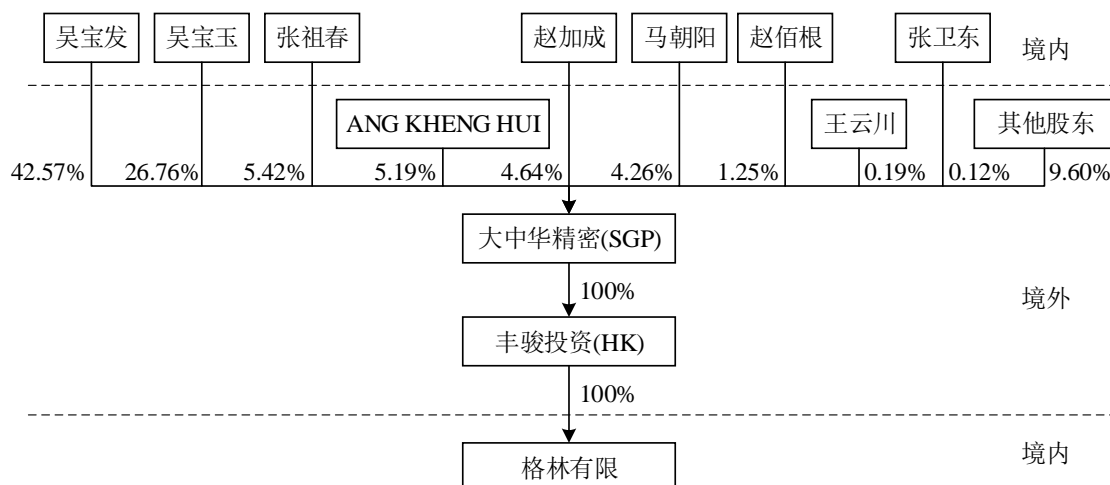 吴宝发
吴宝玉
张祖春
赵加成
马朝阳
赵佰根
张卫东
境内
ANG KHENG HUI
王云川
其他股东
42.57%
26.76%
5.42%
5.19%
4.64%
4.26%
1.25%
0.19%
0.12%
9.60%
大中华精密(SGP)
100%
境外
丰骏投资(HK)
100%
境内
格林有限